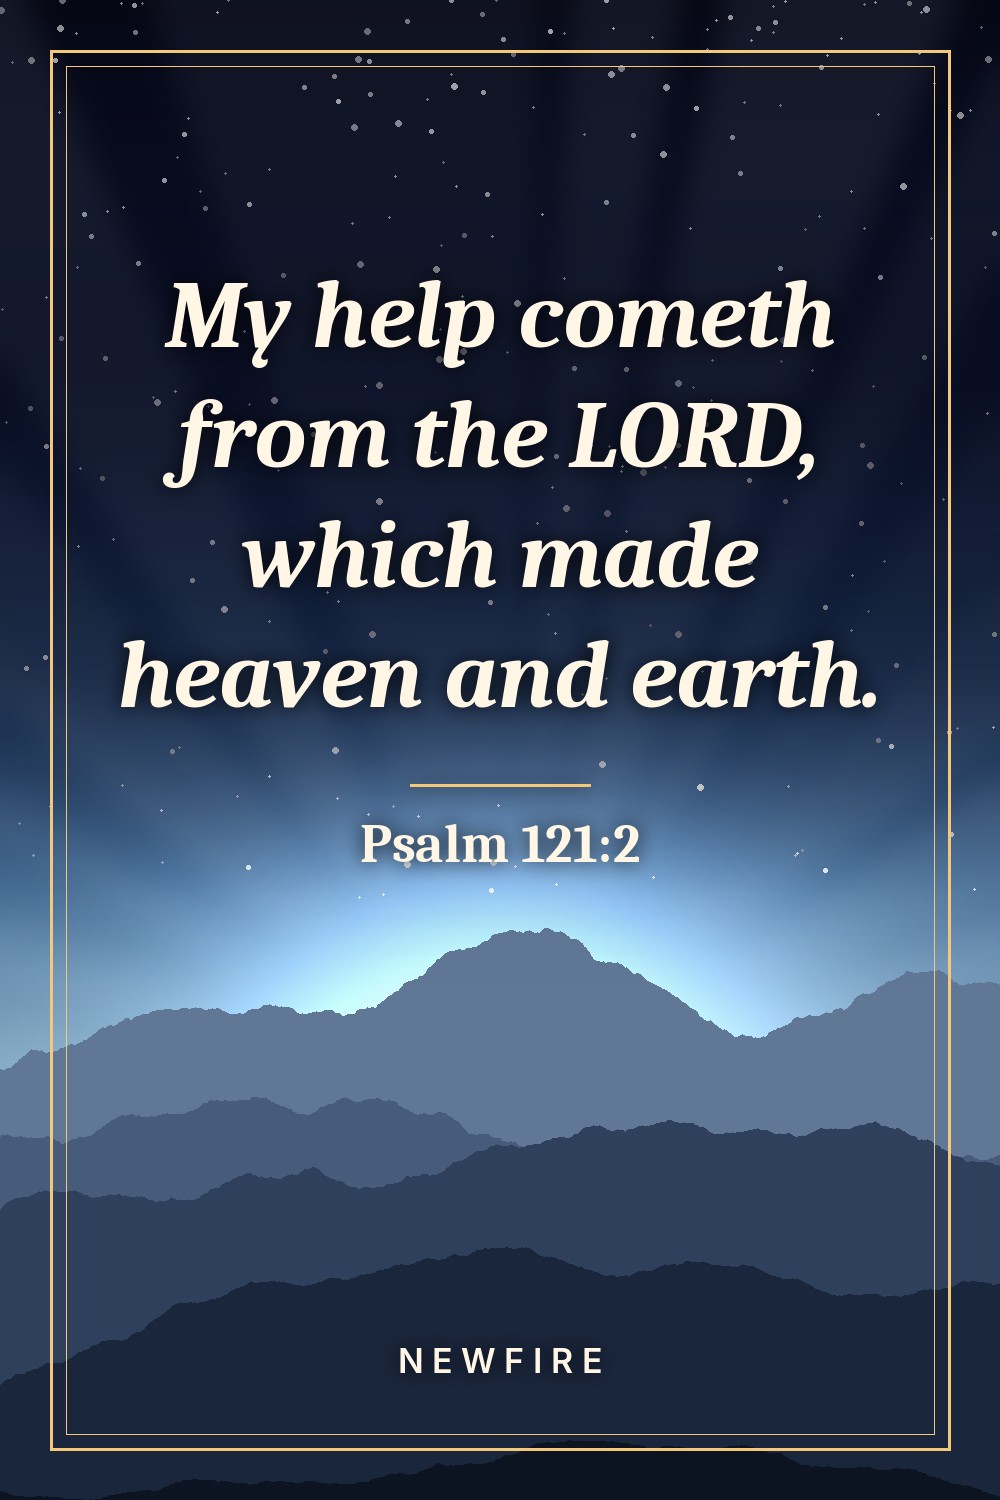 My help cometh
from the LORD,
which made
heaven and earth.
Psalm 121:2
NEWFIRE